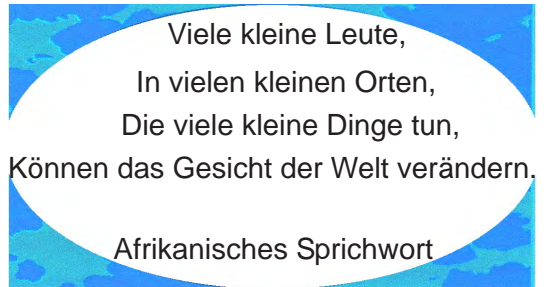 Viele kleine Leute,
In vielen kleinen Orten,
Die viele kleine Dinge tun,
Können das Gesicht der Welt verändern.
Afrikanisches Sprichwort